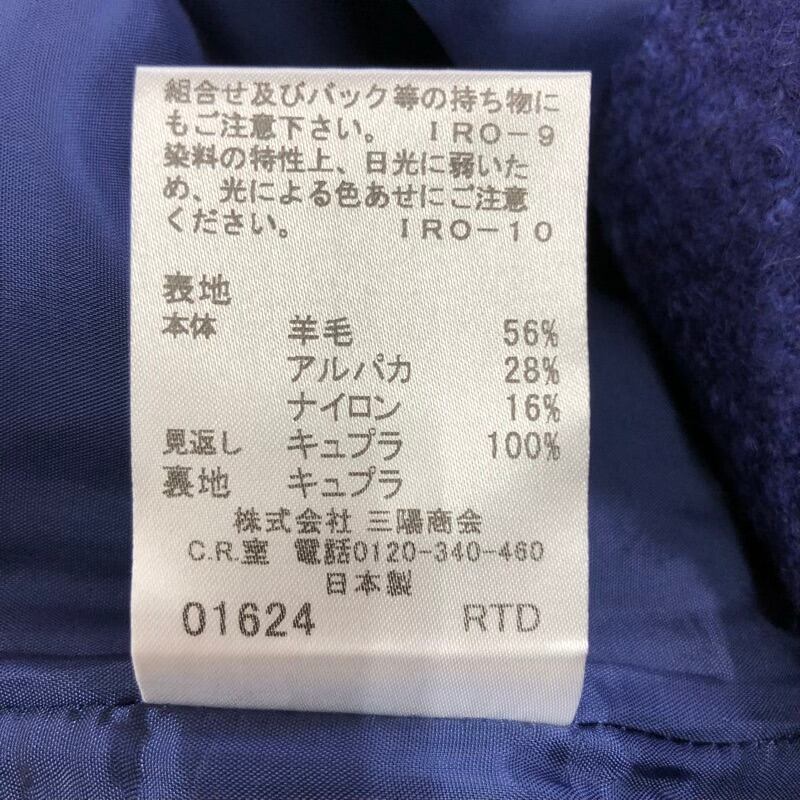 組合せ及びバック等の持ち物に
もご注意下さい。 IRO-9
染料の特性上、日光に弱いた
め、光による色あせにご注意
ください。 IRO-10
表地
本体 羊毛 56%
アルパカ 28%
ナイロン 16%
見返し キュプラ 100%
裏地 キュプラ
株式会社 三陽商会
C.R.室 電話0120-340-460
日本製
01624 RTD